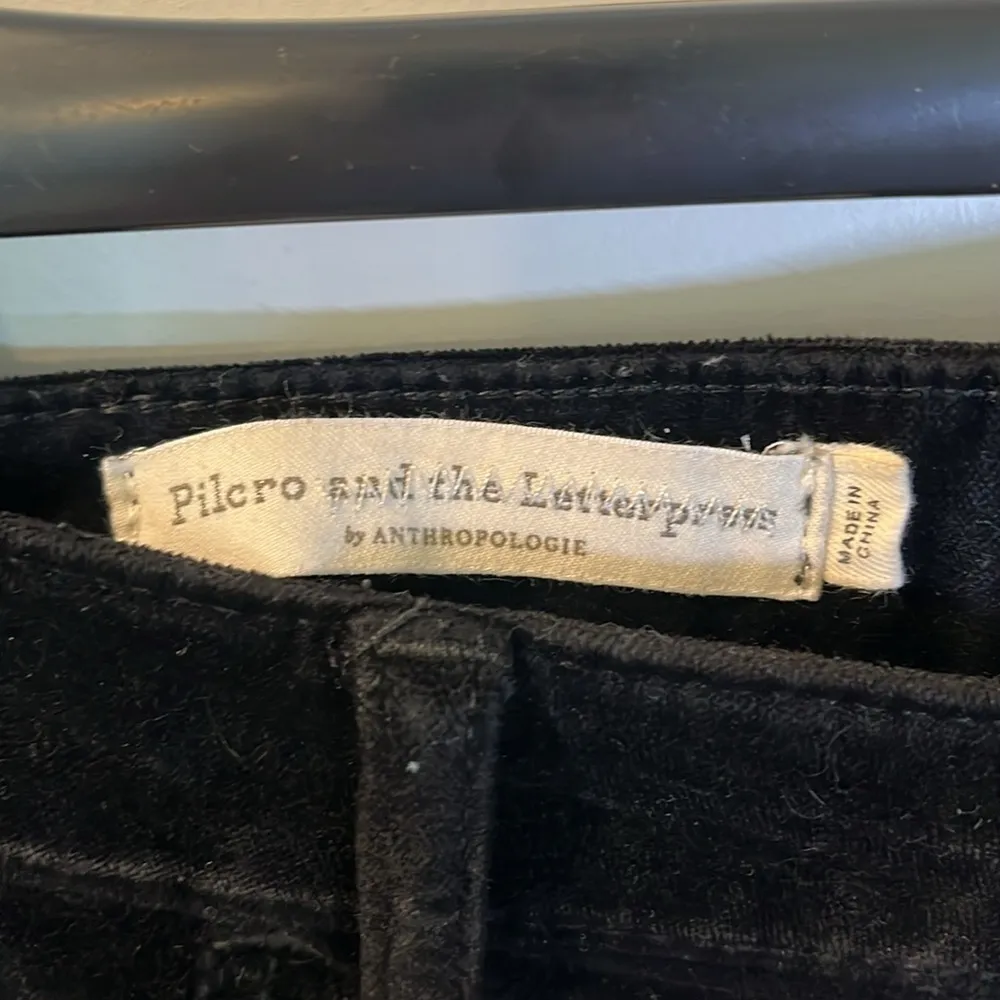 Pilcro and the Letterpress
by ANTHROPOLOGIE
MADE IN
CHINA